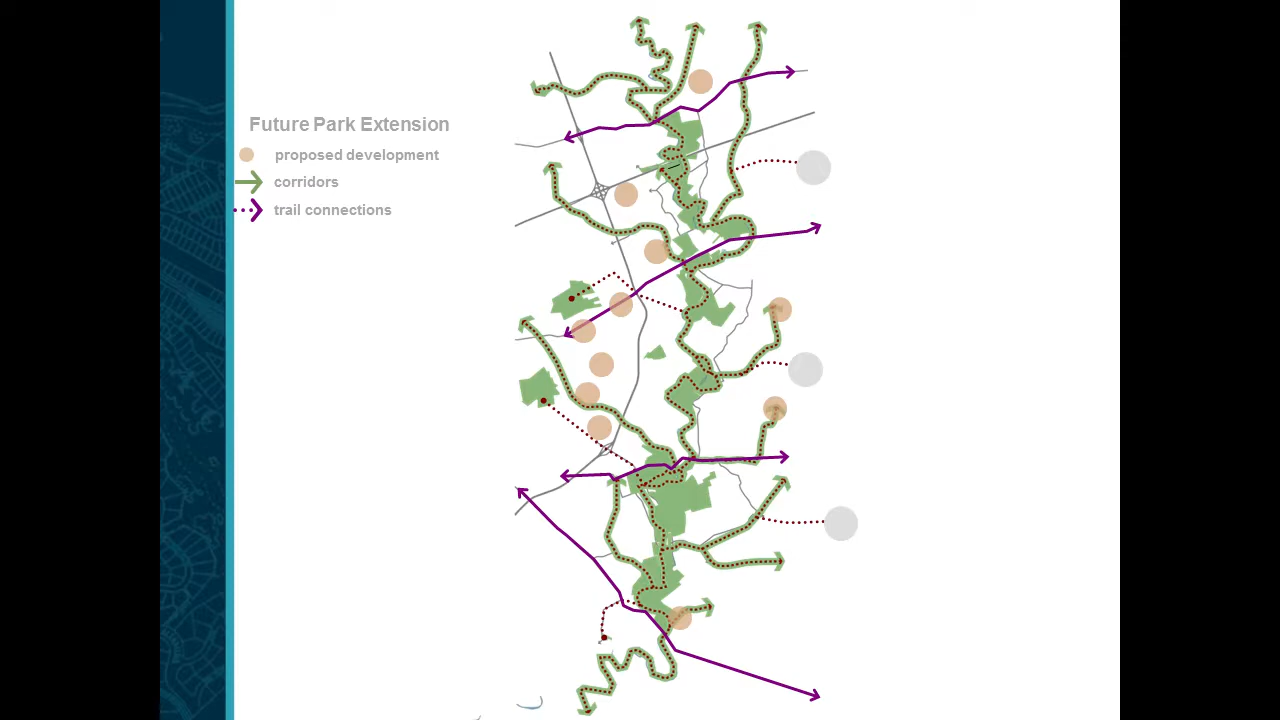 Future Park Extension
proposed development
corridors
trail connections